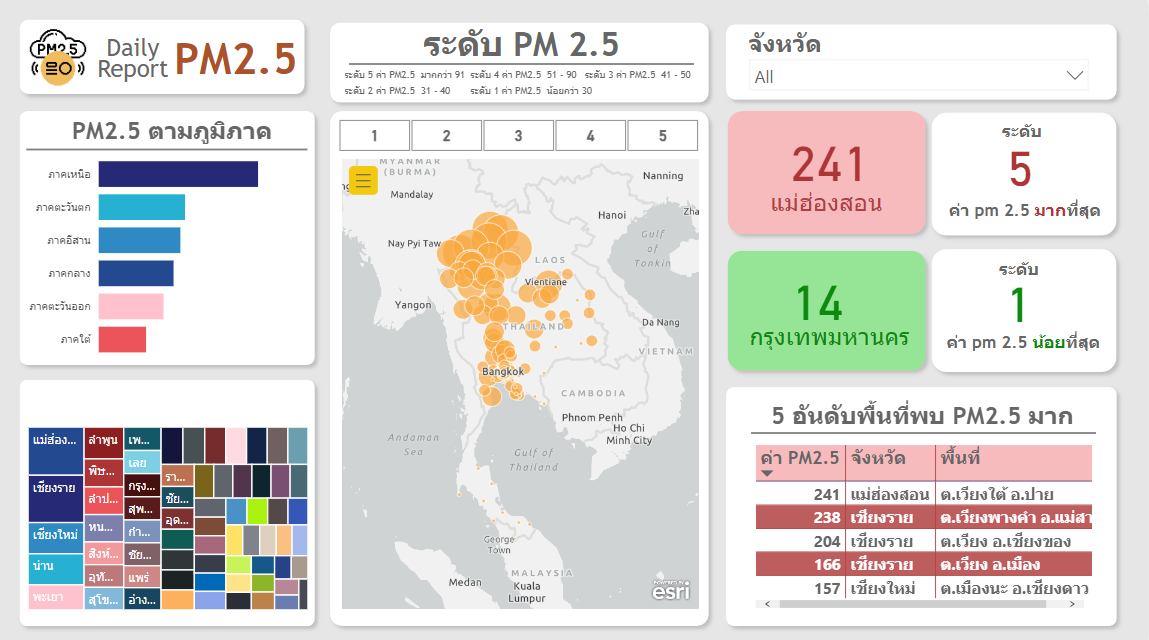 PM2.5
Daily
Report
PM2.5
PM2.5 ตามภูมิภาค
ภาคเหนือ
ภาคตะวันตก
ภาคอิสาน
ภาคกลาง
ภาคตะวันออก
ภาคใต้
แม่ฮ่อง...
เชียงราย
เชียงใหม่
น่าน
พะเยา
ลำพูน
พิษ...
ลำป...
หน...
สิงห์...
อุทั...
สุโข...
เพ...
เลย
กรุง...
สุพ...
กำ...
ชัย...
แพร่
อ่าง...
รา...
ชัย...
อุด...
ระดับ PM 2.5
ระดับ 5 ค่า PM2.5 มากกว่า 91 ระดับ 4 ค่า PM2.5 51 - 90 ระดับ 3 ค่า PM2.5 41 - 50
ระดับ 2 ค่า PM2.5 31 - 40 ระดับ 1 ค่า PM2.5 น้อยกว่า 30
1 2 3 4 5
MYANMAR
(BURMA)
Nanning
Mandalay
Hanoi
Zha
Nay Pyi Taw
Gulf
of
Tonkin
LAOS
Vientiane
Yangon
THAILAND
Da Nang
VIETNAM
Bangkok
CAMBODIA
Phnom Penh
Ho Chi
Minh City
Andaman
Sea
Gulf of
Thailand
George
Town
Medan
MALAYSIA
Kuala
Lumpur
POWERED BY
esri
จังหวัด
All
241
แม่ฮ่องสอน
ระดับ
5
ค่า pm 2.5 มากที่สุด
14
กรุงเทพมหานคร
ระดับ
1
ค่า pm 2.5 น้อยที่สุด
5 อันดับพื้นที่พบ PM2.5 มาก
ค่า PM2.5 จังหวัด พื้นที่
241 แม่ฮ่องสอน ต.เวียงใต้ อ.ปาย
238 เชียงราย ต.เวียงพางคำ อ.แม่สา
204 เชียงราย ต.เวียง อ.เชียงของ
166 เชียงราย ต.เวียง อ.เมือง
157 เชียงใหม่ ต.เมืองนะ อ.เชียงดาว